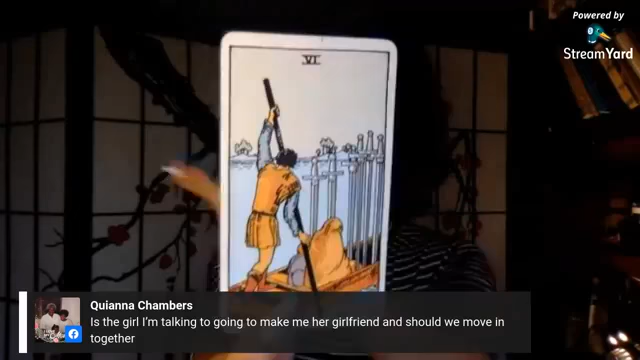 Powered by
StreamYard
VI
Quianna Chambers
Is the girl I'm talking to going to make me her girlfriend and should we move in
together